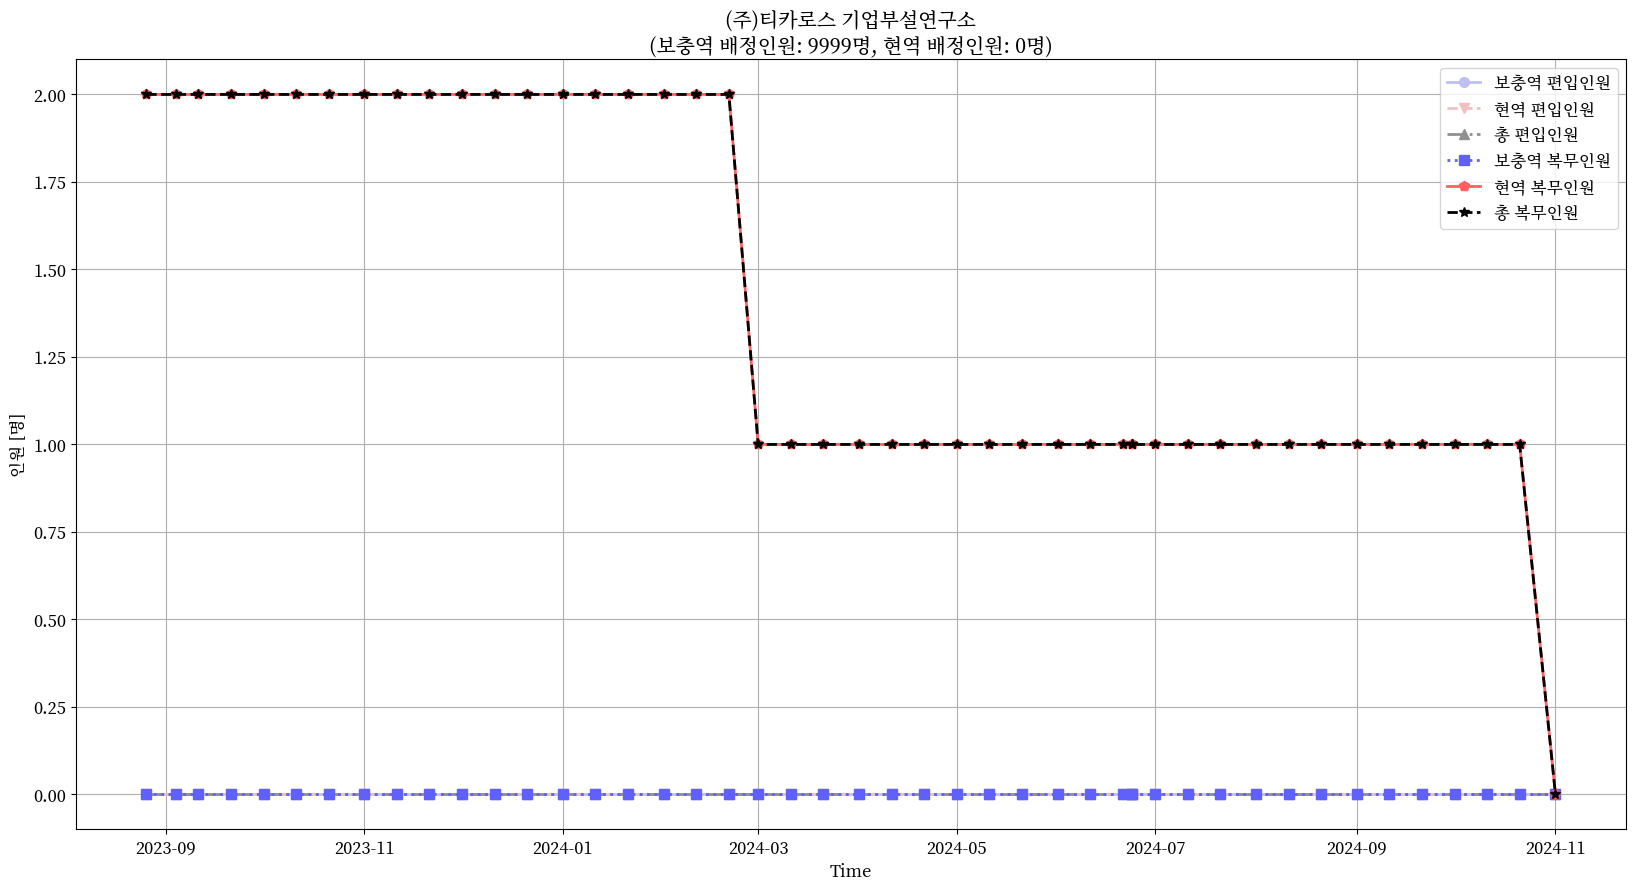 (주)티카로스 기업부설연구소
(보충역 배정인원: 9999명, 현역 배정인원: 0명)
보충역 편입인원
현역 편입인원
총 편입인원
보충역 복무인원
현역 복무인원
총 복무인원
2.00
1.75
1.50
1.25
1.00
0.75
0.50
0.25
0.00
인원 [명]
2023-09
2023-11
2024-01
2024-03
2024-05
2024-07
2024-09
2024-11
Time